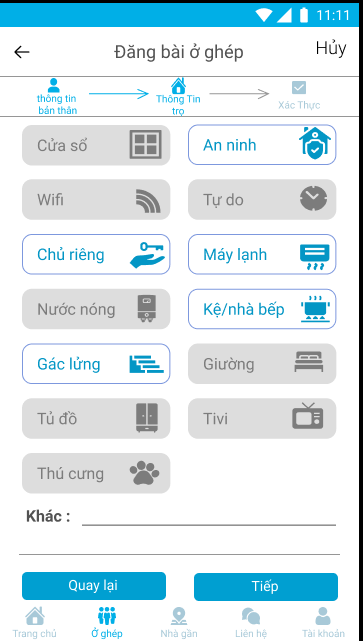 11:11
Đăng bài ở ghép
Hủy
thông tin
bản thân
Thông Tin
trọ
Xác Thực
Cửa sổ
An ninh
Wifi
Tự do
Chủ riêng
Máy lạnh
Nước nóng
Kệ/nhà bếp
Gác lửng
Giường
Tủ đồ
Tivi
Thú cưng
Khác :
Quay lại
Tiếp
Trang chủ
Ở ghép
Nhà gần
Liên hệ
Tài khoản